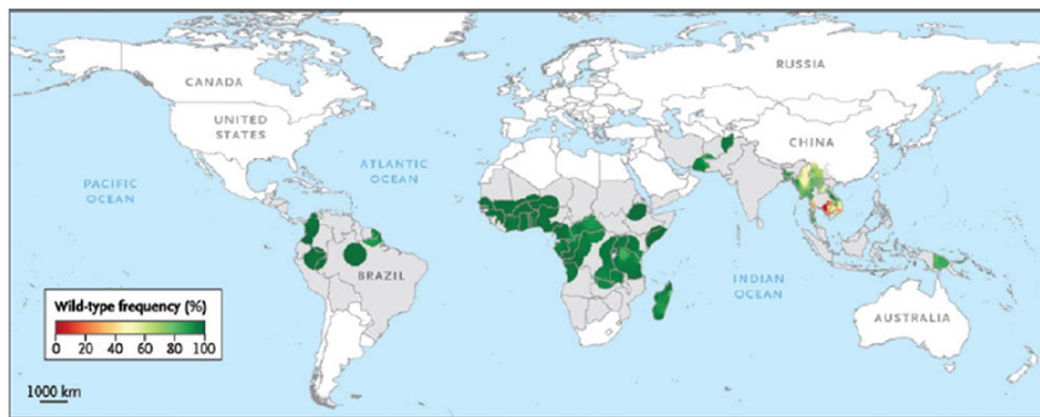 RUSSIA
CANADA
UNITED
STATES
CHINA
ATLANTIC
OCEAN
PACIFIC
OCEAN
BRAZIL
INDIAN
OCEAN
AUSTRALIA
Wild-type frequency (%)
0 20 40 60 80 100
1000 km